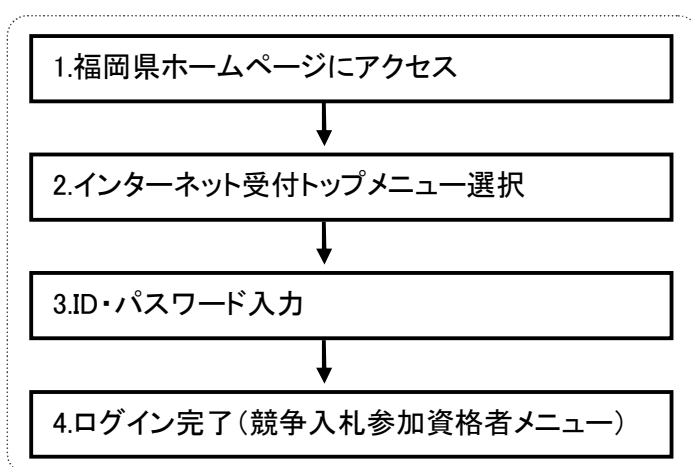 1.福岡県ホームページにアクセス
2.インターネット受付トップメニュー選択
3.ID・パスワード入力
4.ログイン完了(競争入札参加資格者メニュー)